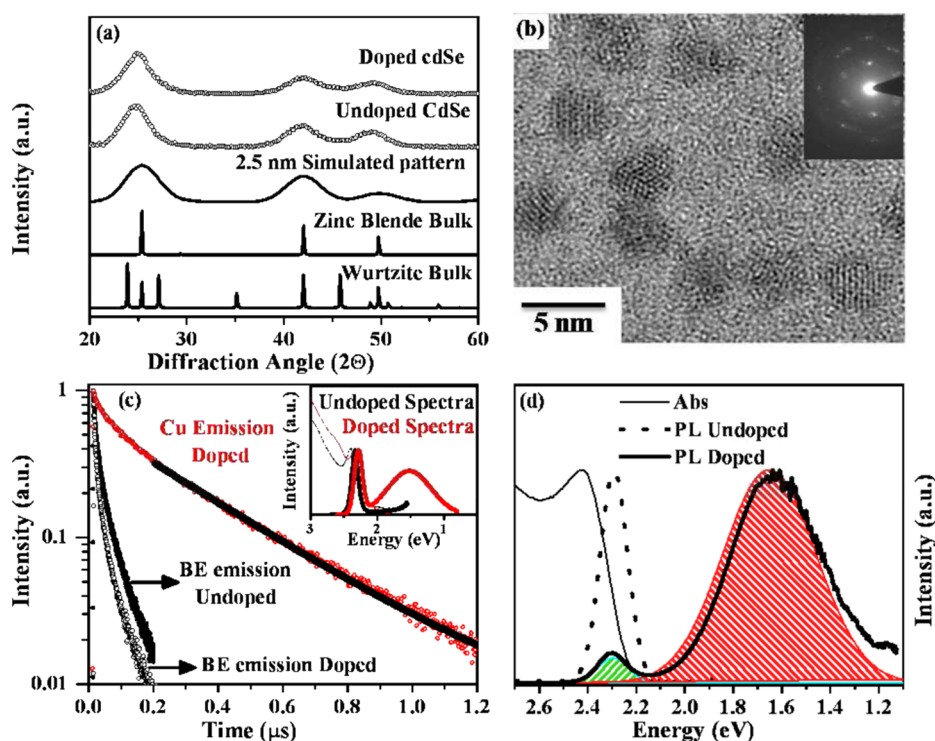 (a)
Doped cdSe
Undoped CdSe
2.5 nm Simulated pattern
Zinc Blende Bulk
Wurtzite Bulk
Intensity (a.u.)
20 30 40 50 60
Diffraction Angle (2Θ)
(b)
5 nm
(c)
1
0.1
0.01
Intensity (a.u.)
Cu Emission
Doped
BE emission
Undoped
BE emission Doped
0.0 0.2 0.4 0.6 0.8 1.0 1.2
Time (μs)
Undoped Spectra
Doped Spectra
Intensity (a.u.)
3 2 1
Energy (eV)
(d)
Abs
PL Undoped
PL Doped
Intensity (a.u.)
2.6 2.4 2.2 2.0 1.8 1.6 1.4 1.2
Energy (eV)